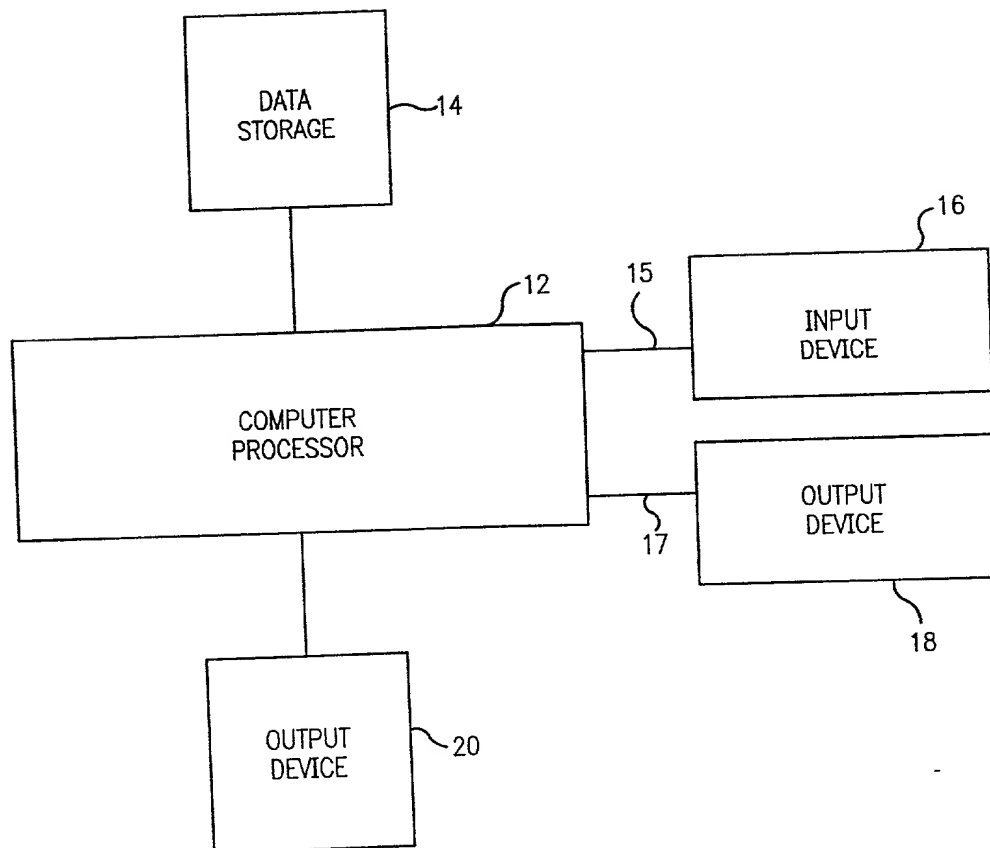 DATA
STORAGE
14
16
15
12
INPUT
DEVICE
COMPUTER
PROCESSOR
OUTPUT
DEVICE
17
18
OUTPUT
DEVICE
20